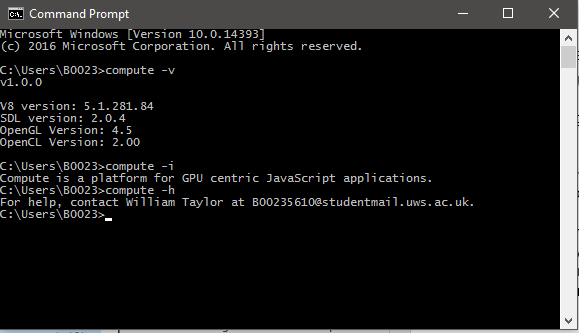 Command Prompt
Microsoft Windows [Version 10.0.14393]
(c) 2016 Microsoft Corporation. All rights reserved.
C:\Users\B0023>compute -v
v1.0.0
V8 version: 5.1.281.84
SDL version: 2.0.4
OpenGL Version: 4.5
OpenCL Version: 2.00
C:\Users\B0023>compute -i
Compute is a platform for GPU centric JavaScript applications.
C:\Users\B0023>compute -h
For help, contact William Taylor at B00235610@studentmail.uws.ac.uk.
C:\Users\B0023>